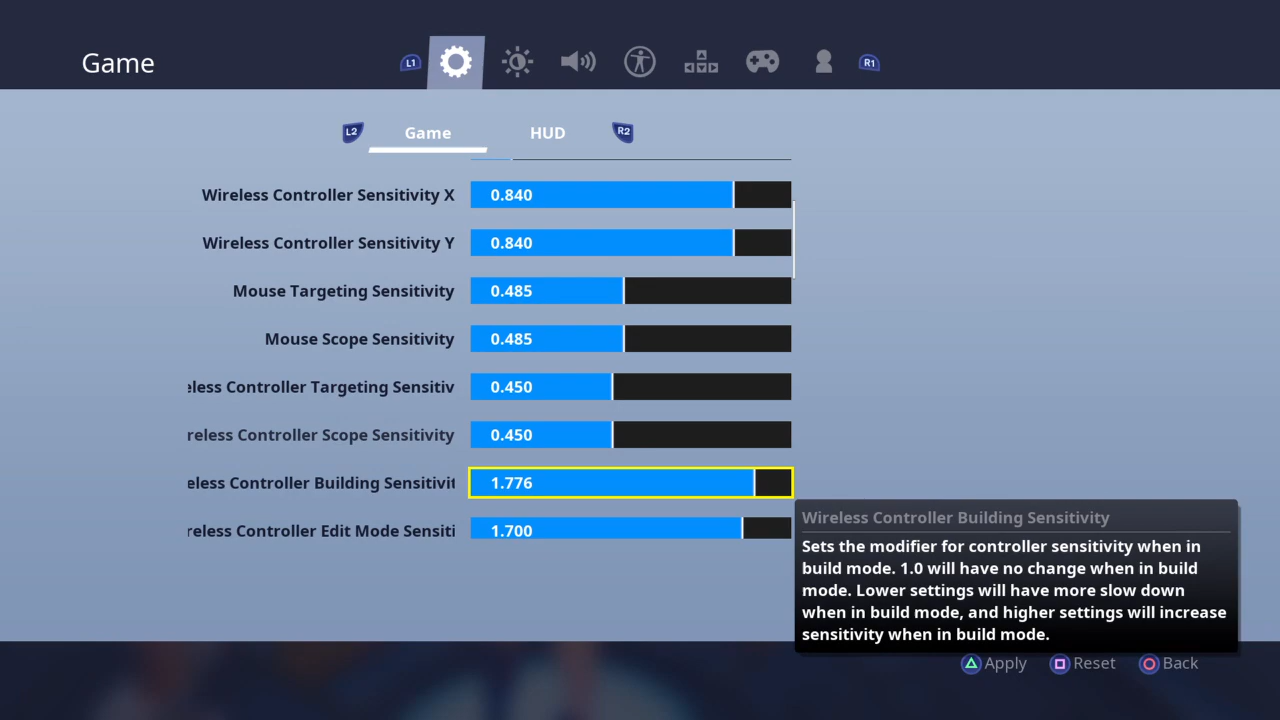 Game
L1
R1
L2
Game
HUD
R2
Wireless Controller Sensitivity X
0.840
Wireless Controller Sensitivity Y
0.840
Mouse Targeting Sensitivity
0.485
Mouse Scope Sensitivity
0.485
eless Controller Targeting Sensitiv
0.450
reless Controller Scope Sensitivity
0.450
eless Controller Building Sensitivit
1.776
reless Controller Edit Mode Sensiti
1.700
Wireless Controller Building Sensitivity
Sets the modifier for controller sensitivity when in
build mode. 1.0 will have no change when in build
mode. Lower settings will have more slow down
when in build mode, and higher settings will increase
sensitivity when in build mode.
Apply
Reset
Back